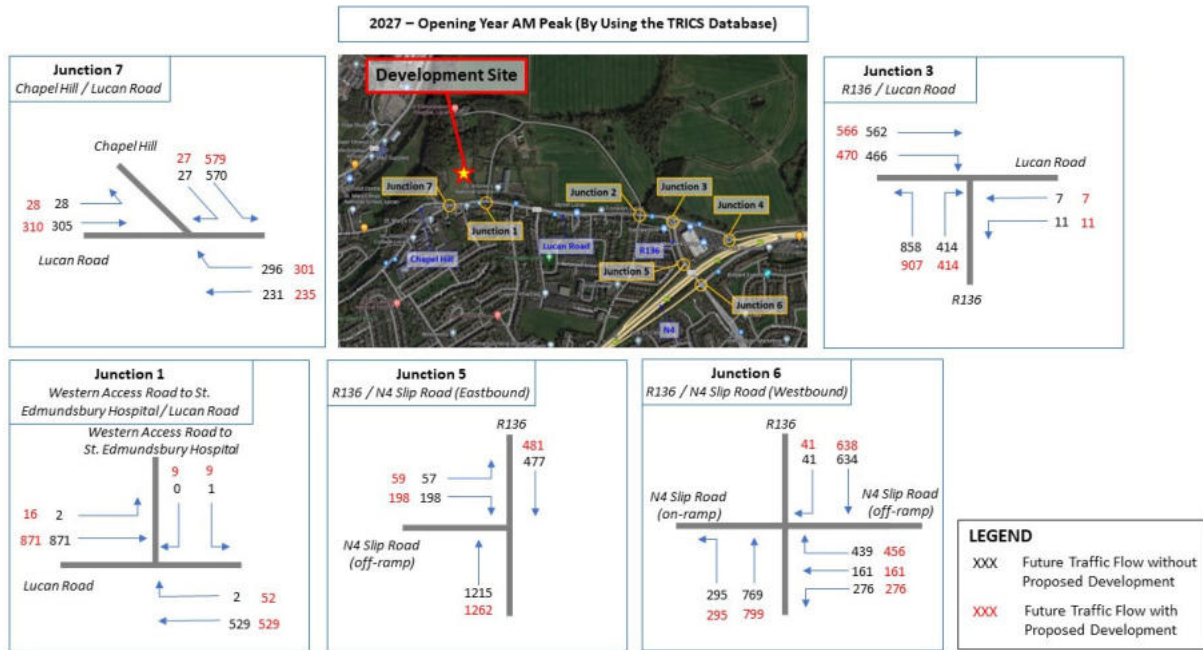 2027 – Opening Year AM Peak (By Using the TRICS Database)
Junction 7
Chapel Hill / Lucan Road
Chapel Hill
27 579
27 570
28 28
310 305
Lucan Road
296 301
231 235
Development Site
Junction 7
Junction 1
Junction 2
Junction 3
Junction 4
Junction 5
Junction 6
Chapel Hill
Lucan Road
R136
N4
Junction 3
R136 / Lucan Road
566 562
470 466
Lucan Road
7 7
11 11
858 414
907 414
R136
Junction 1
Western Access Road to St.
Edmundsbury Hospital / Lucan Road
Western Access Road to
St. Edmundsbury Hospital
9 9
0 1
16 2
871 871
Lucan Road
2 52
529 529
Junction 5
R136 / N4 Slip Road (Eastbound)
R136
481
477
59 57
198 198
N4 Slip Road
(off-ramp)
1215
1262
Junction 6
R136 / N4 Slip Road (Westbound)
R136
41 638
41 634
N4 Slip Road
(on-ramp)
N4 Slip Road
(off-ramp)
439 456
161 161
276 276
295 769
295 799
LEGEND
XXX Future Traffic Flow without
Proposed Development
XXX Future Traffic Flow with
Proposed Development